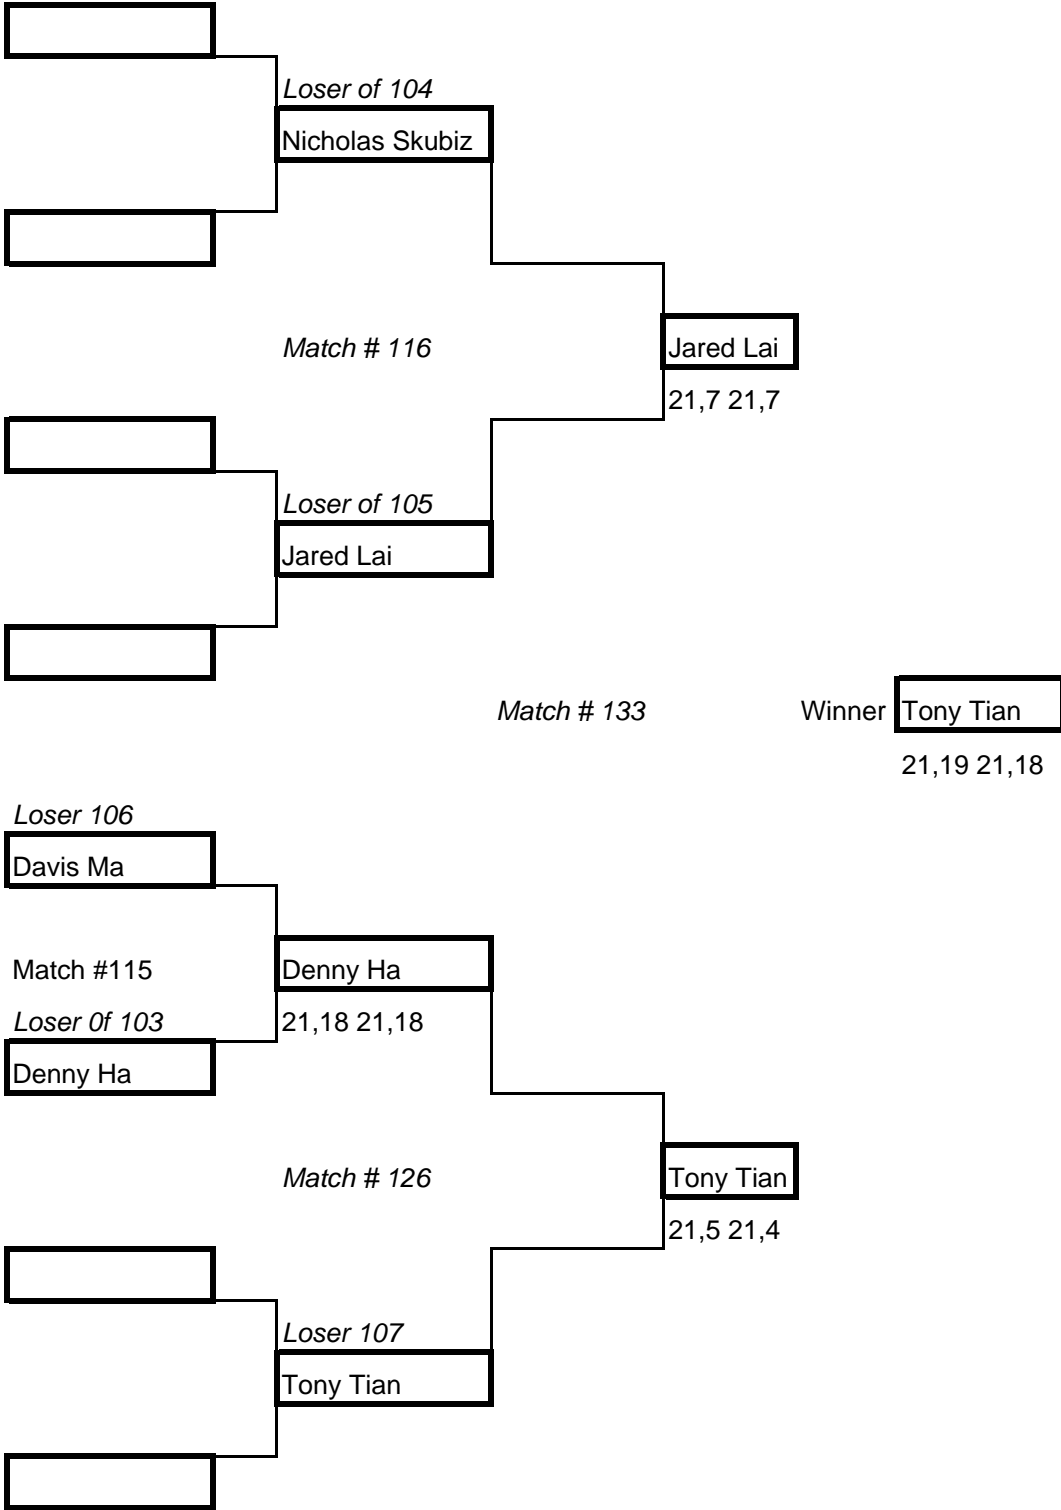 Loser of 104
Nicholas Skubiz
Match # 116
Jared Lai
21,7 21,7
Loser of 105
Jared Lai
Match # 133
Winner
Tony Tian
21,19 21,18
Loser 106
Davis Ma
Match #115
Denny Ha
Loser 0f 103
21,18 21,18
Denny Ha
Match # 126
Tony Tian
21,5 21,4
Loser 107
Tony Tian